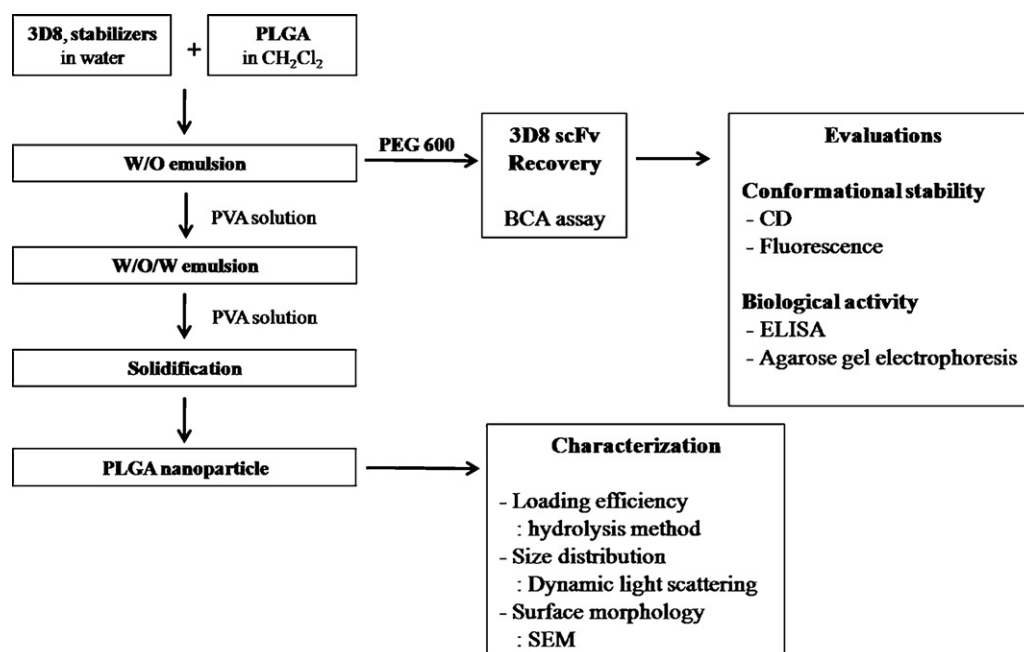 3D8, stabilizers
in water
+
PLGA
in CH₂Cl₂
W/O emulsion
PEG 600
3D8 scFv
Recovery
BCA assay
Evaluations
Conformational stability
- CD
- Fluorescence
Biological activity
- ELISA
- Agarose gel electrophoresis
PVA solution
W/O/W emulsion
PVA solution
Solidification
PLGA nanoparticle
Characterization
- Loading efficiency
: hydrolysis method
- Size distribution
: Dynamic light scattering
- Surface morphology
: SEM